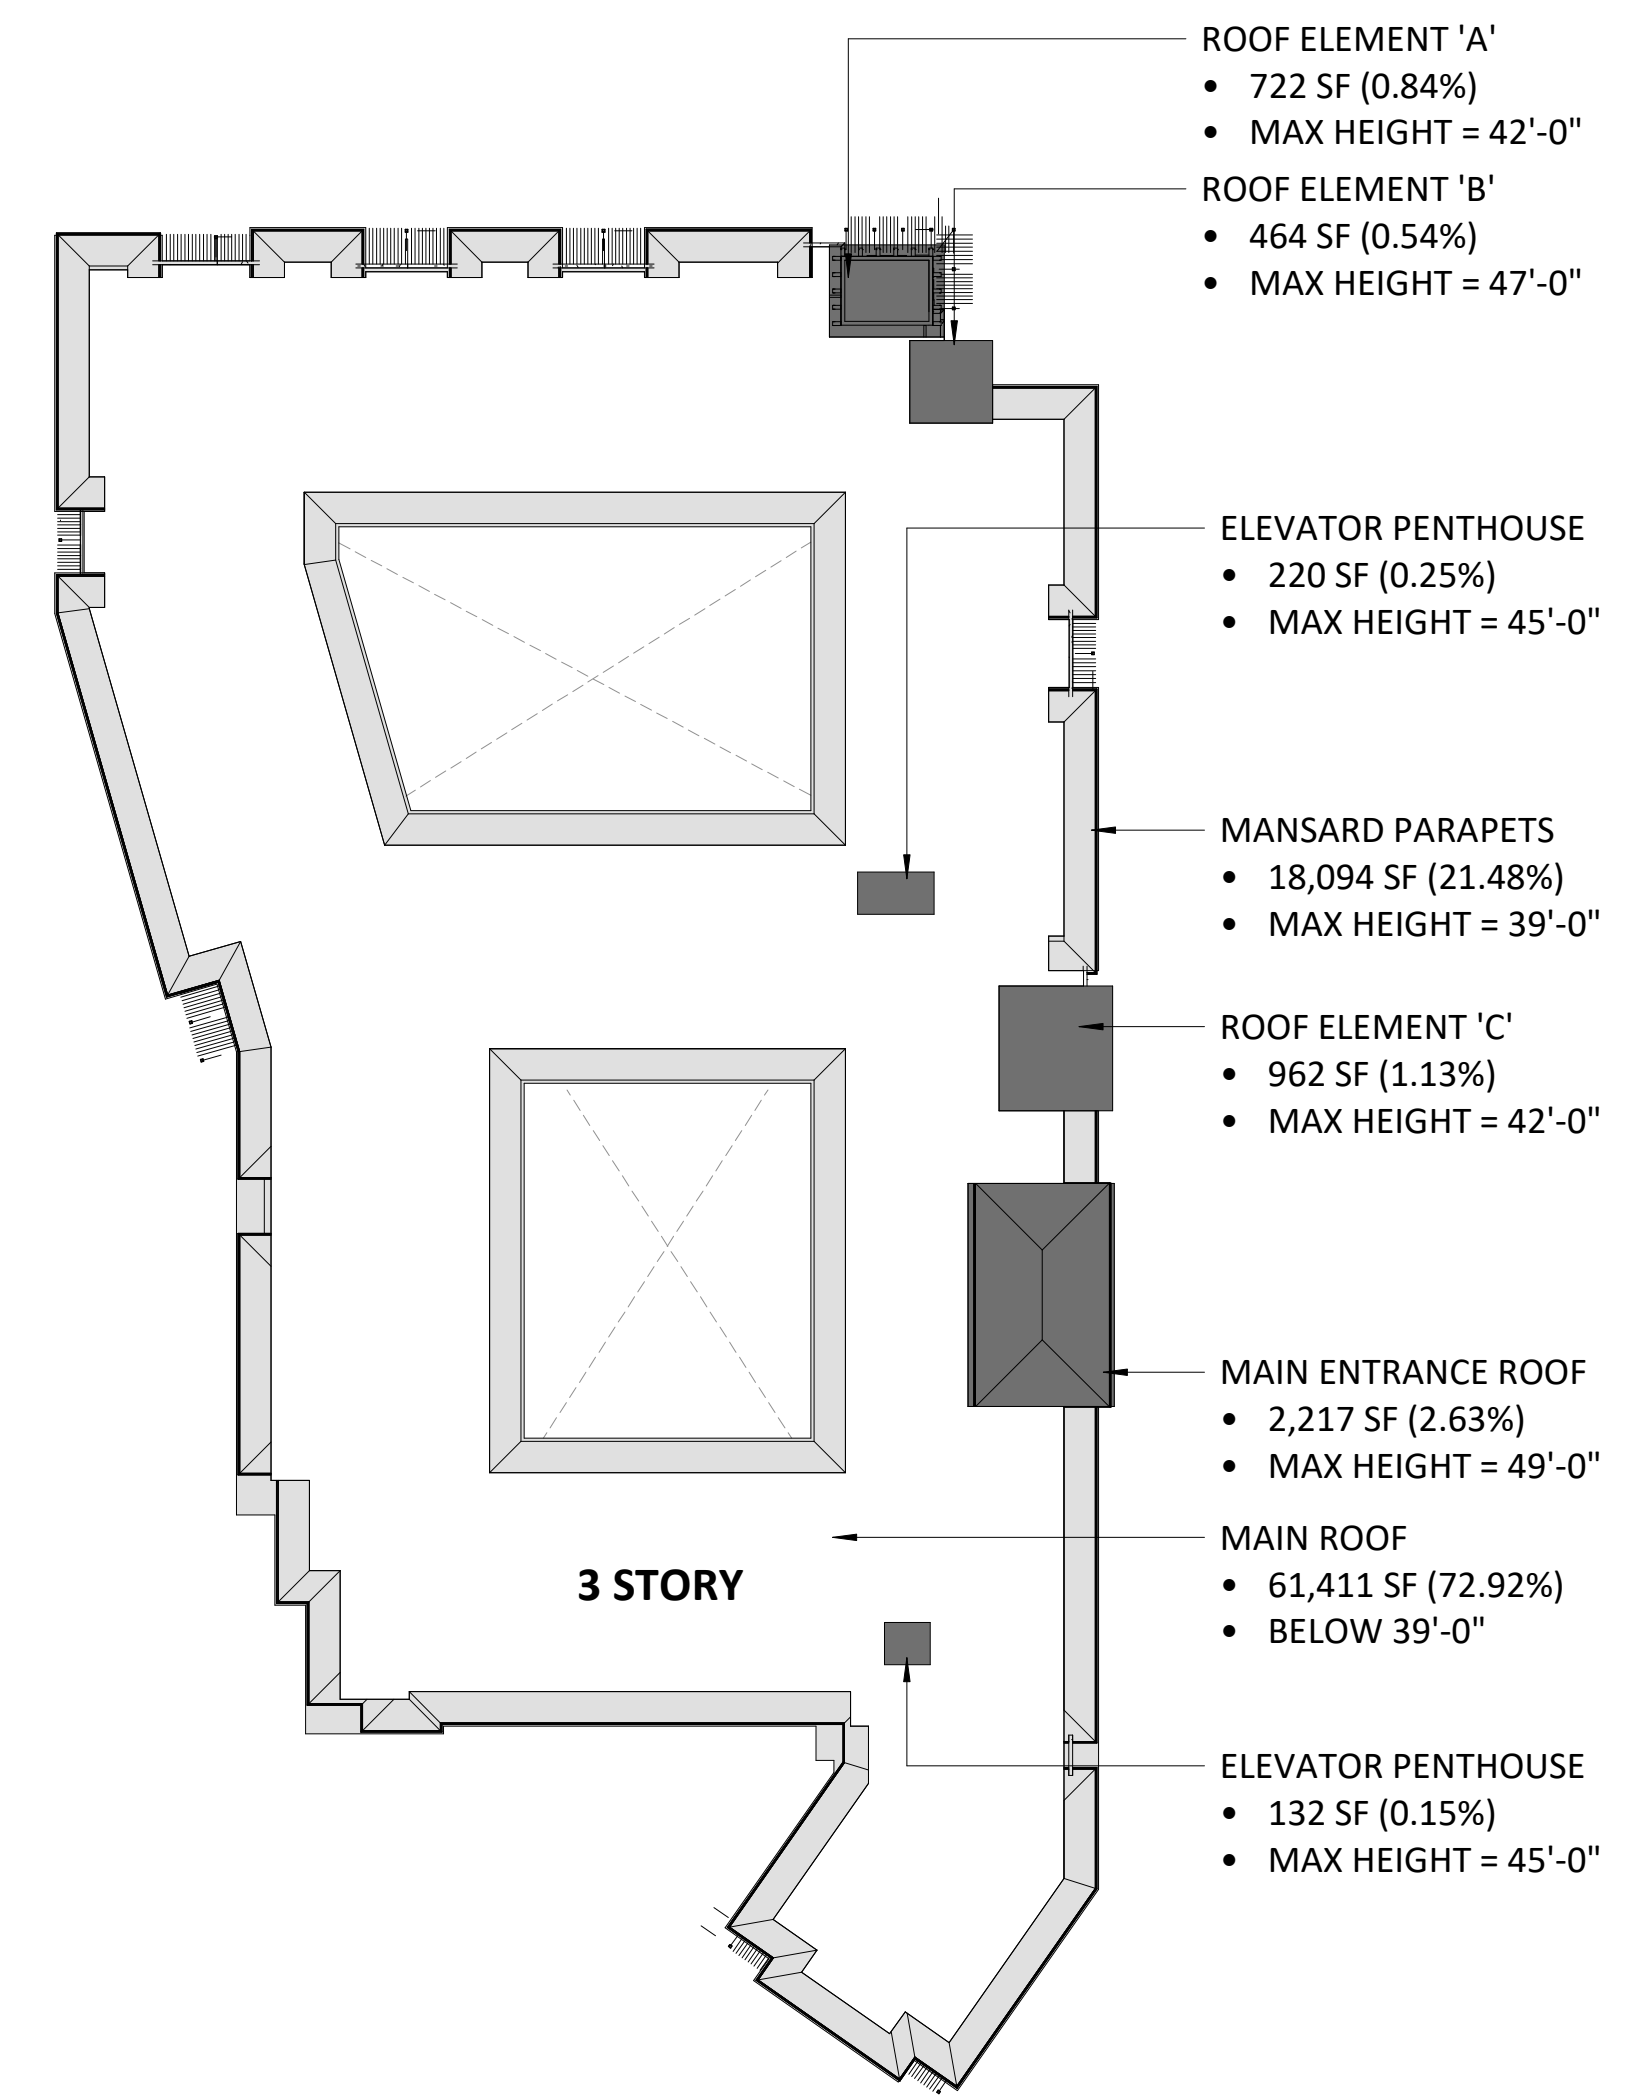 ROOF ELEMENT 'A'
• 722 SF (0.84%)
• MAX HEIGHT = 42'-0"
ROOF ELEMENT 'B'
• 464 SF (0.54%)
• MAX HEIGHT = 47'-0"
ELEVATOR PENTHOUSE
• 220 SF (0.25%)
• MAX HEIGHT = 45'-0"
MANSARD PARAPETS
• 18,094 SF (21.48%)
• MAX HEIGHT = 39'-0"
ROOF ELEMENT 'C'
• 962 SF (1.13%)
• MAX HEIGHT = 42'-0"
MAIN ENTRANCE ROOF
• 2,217 SF (2.63%)
• MAX HEIGHT = 49'-0"
MAIN ROOF
• 61,411 SF (72.92%)
• BELOW 39'-0"
3 STORY
ELEVATOR PENTHOUSE
• 132 SF (0.15%)
• MAX HEIGHT = 45'-0"